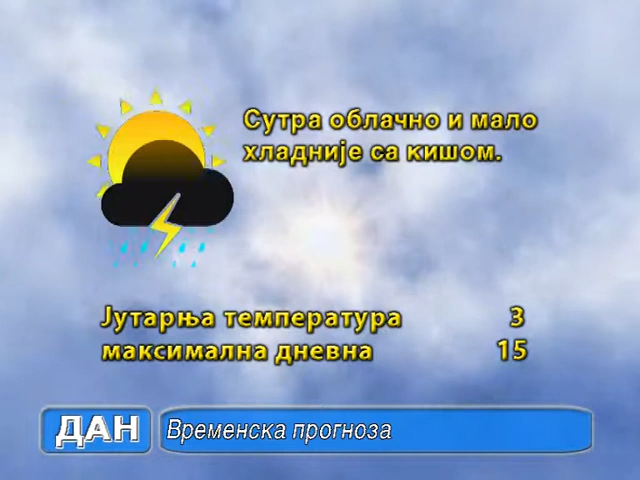 Сутра облачно и мало
хладније са кишом.
Јутарња температура 3
максимална дневна 15
ДАН Временска прогноза